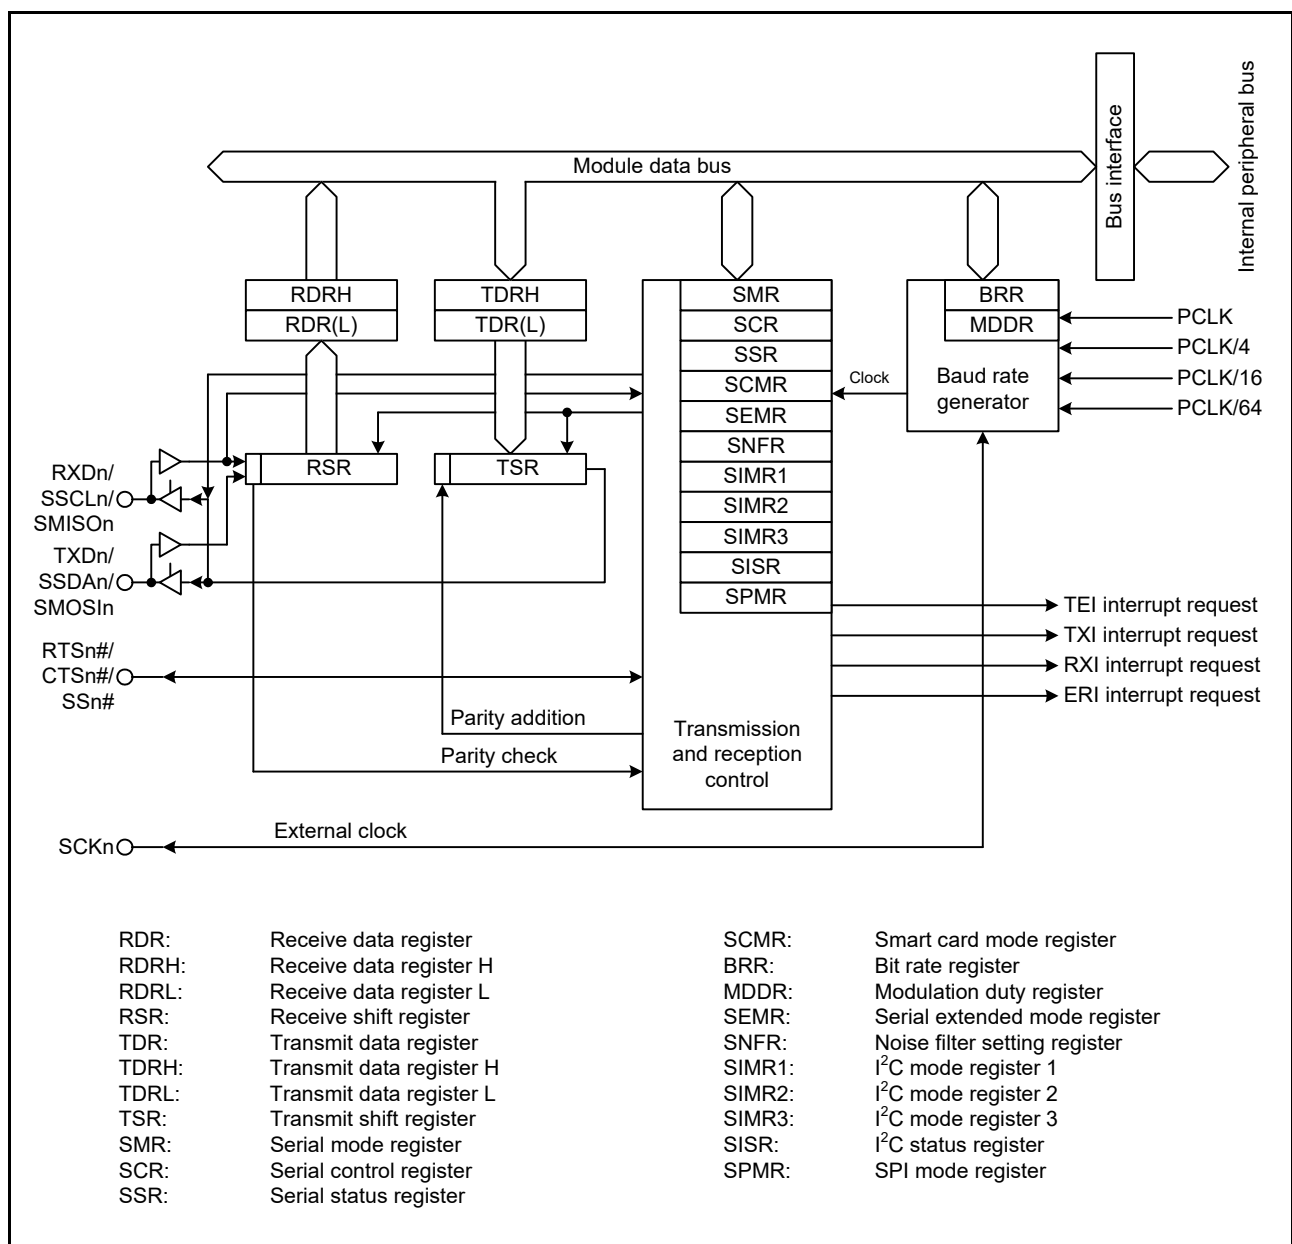 Module data bus
Bus interface
Internal peripheral bus
RDRH
RDR(L)
TDRH
TDR(L)
SMR
SCR
SSR
SCMR
SEMR
SNFR
SIMR1
SIMR2
SIMR3
SISR
SPMR
Transmission
and reception
control
BRR
MDDR
Baud rate
generator
Clock
PCLK
PCLK/4
PCLK/16
PCLK/64
RSR
TSR
RXDn/
SSCLn/
SMISOn
TXDn/
SSDAn/
SMOSIn
RTSn#/
CTSn#/
SSn#
TEI interrupt request
TXI interrupt request
RXI interrupt request
ERI interrupt request
Parity addition
Parity check
External clock
SCKn
RDR: Receive data register
RDRH: Receive data register H
RDRL: Receive data register L
RSR: Receive shift register
TDR: Transmit data register
TDRH: Transmit data register H
TDRL: Transmit data register L
TSR: Transmit shift register
SMR: Serial mode register
SCR: Serial control register
SSR: Serial status register
SCMR: Smart card mode register
BRR: Bit rate register
MDDR: Modulation duty register
SEMR: Serial extended mode register
SNFR: Noise filter setting register
SIMR1: I²C mode register 1
SIMR2: I²C mode register 2
SIMR3: I²C mode register 3
SISR: I²C status register
SPMR: SPI mode register